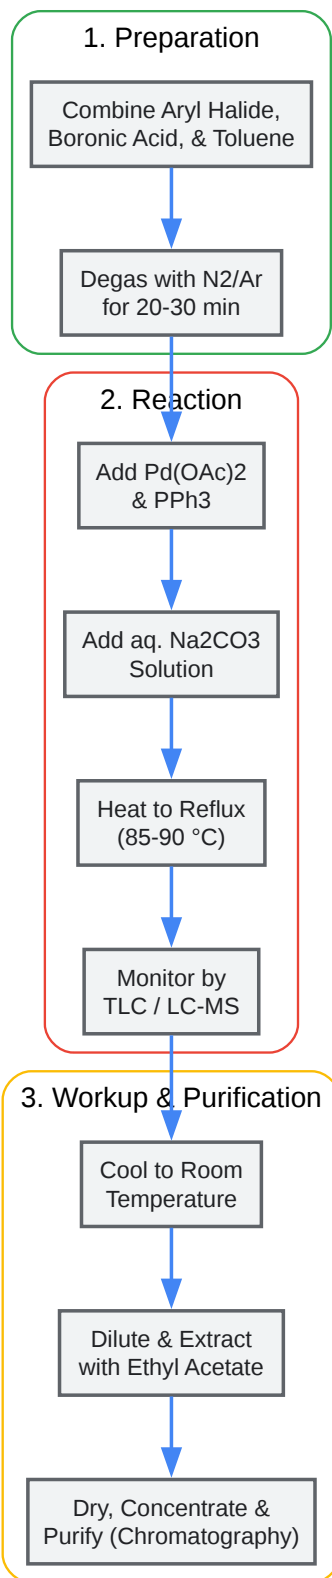 1. Preparation
Combine Aryl Halide,
Boronic Acid, & Toluene
Degas with N2/Ar
for 20-30 min
2. Reaction
Add Pd(OAc)2
& PPh3
Add aq. Na2CO3
Solution
Heat to Reflux
(85-90 °C)
Monitor by
TLC / LC-MS
3. Workup & Purification
Cool to Room
Temperature
Dilute & Extract
with Ethyl Acetate
Dry, Concentrate &
Purify (Chromatography)